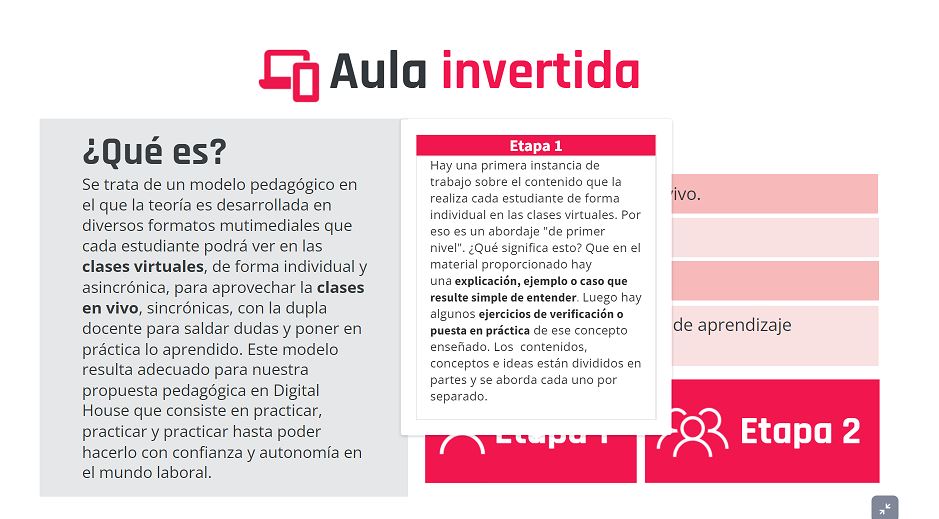 Aula invertida
¿Qué es?
Se trata de un modelo pedagógico en
el que la teoría es desarrollada en
diversos formatos mutimediales que
cada estudiante podrá ver en las
clases virtuales, de forma individual y
asincrónica, para aprovechar la clases
en vivo, sincrónicas, con la dupla
docente para saldar dudas y poner en
práctica lo aprendido. Este modelo
resulta adecuado para nuestra
propuesta pedagógica en Digital
House que consiste en practicar,
practicar y practicar hasta poder
hacerlo con confianza y autonomía en
el mundo laboral.
Etapa 1
Hay una primera instancia de
trabajo sobre el contenido que la
realiza cada estudiante de forma
individual en las clases virtuales. Por
eso es un abordaje "de primer
nivel". ¿Qué significa esto? Que en el
material proporcionado hay
una explicación, ejemplo o caso que
resulte simple de entender. Luego hay
algunos ejercicios de verificación o
puesta en práctica de ese concepto
enseñado. Los contenidos,
conceptos e ideas están divididos en
partes y se aborda cada uno por
separado.
de aprendizaje
Etapa 1
Etapa 2